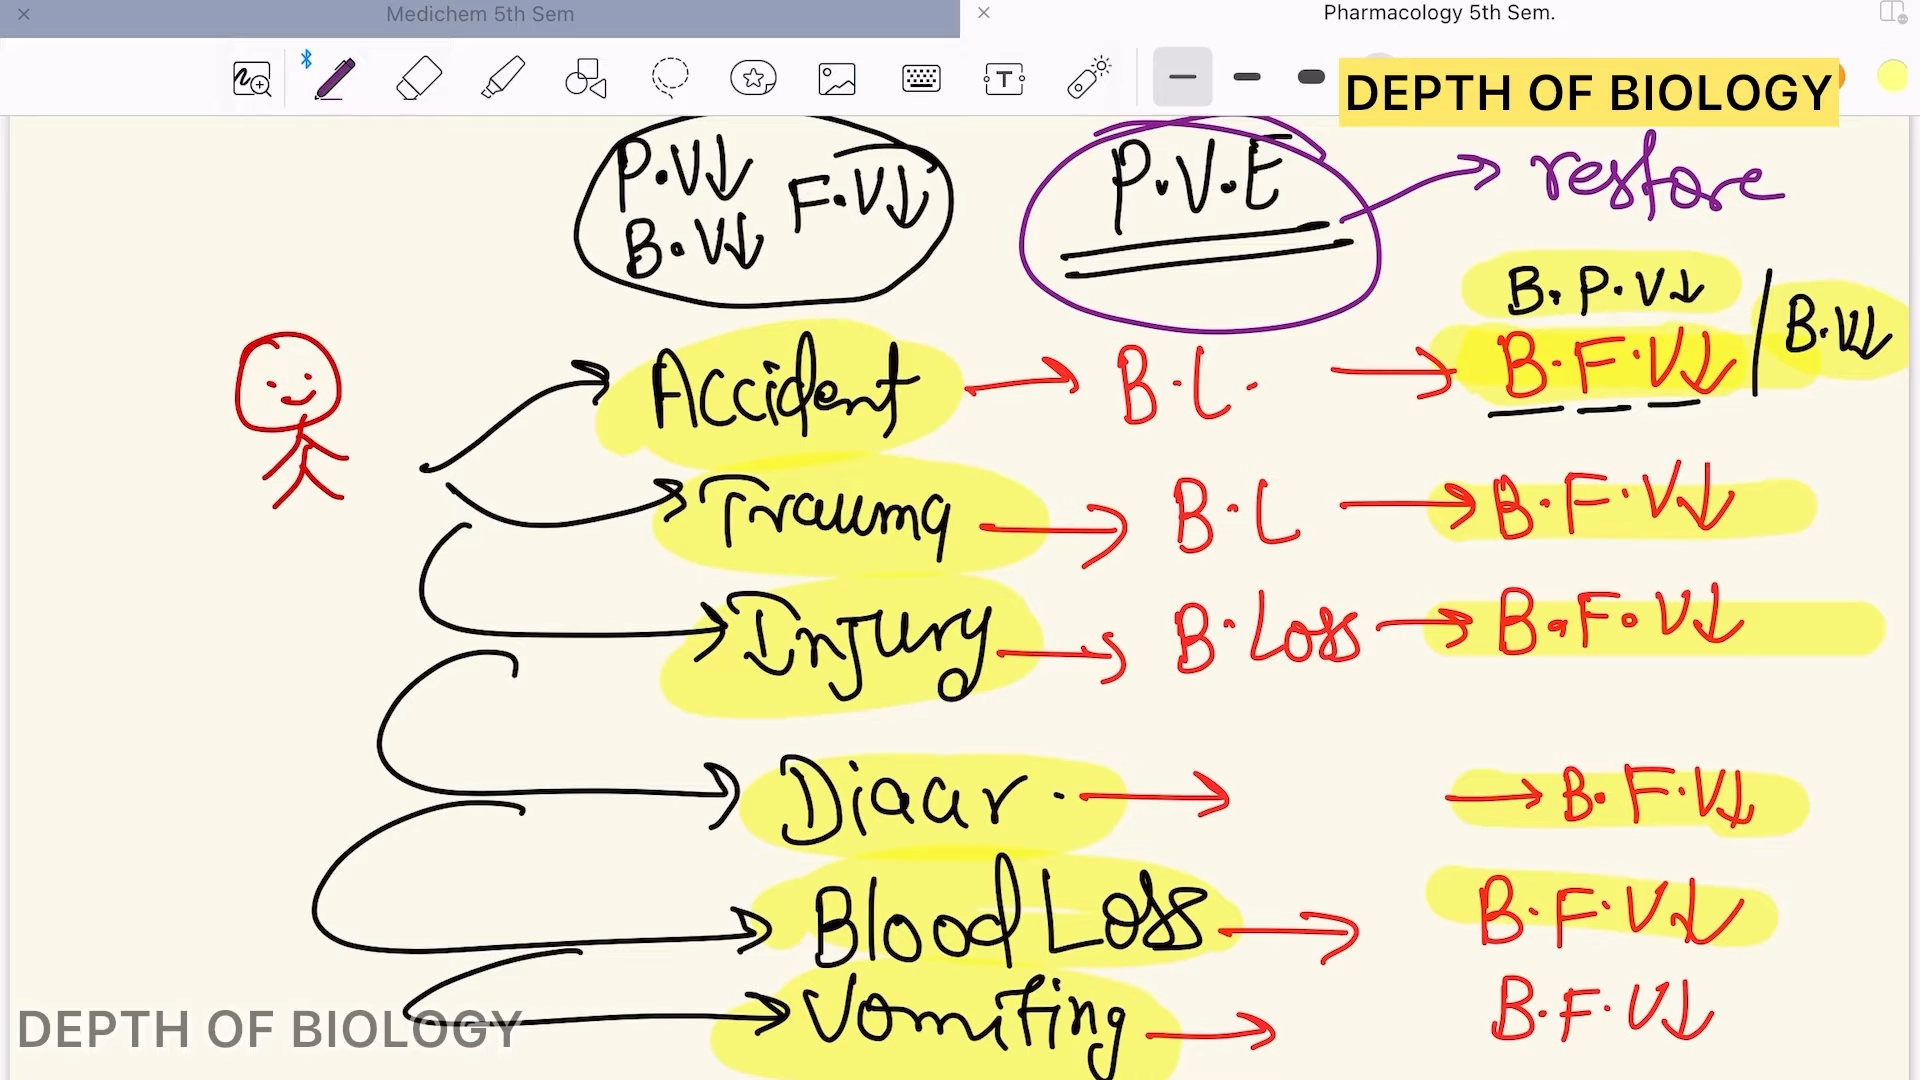 Medichem 5th Sem
Pharmacology 5th Sem.
DEPTH OF BIOLOGY
P.V↓ F.V↓
B.V↓
P.V.E
restore
B.P.V↓
B.V↓
Accident → B.L. → B.F.V↓
Trauma → B.L → B.F.V↓
Injury → B.Loss → B.F.V↓
Diaar. → → B.F.V↓
Blood Loss → B.F.V↓
Vomiting → B.F.V↓
DEPTH OF BIOLOGY